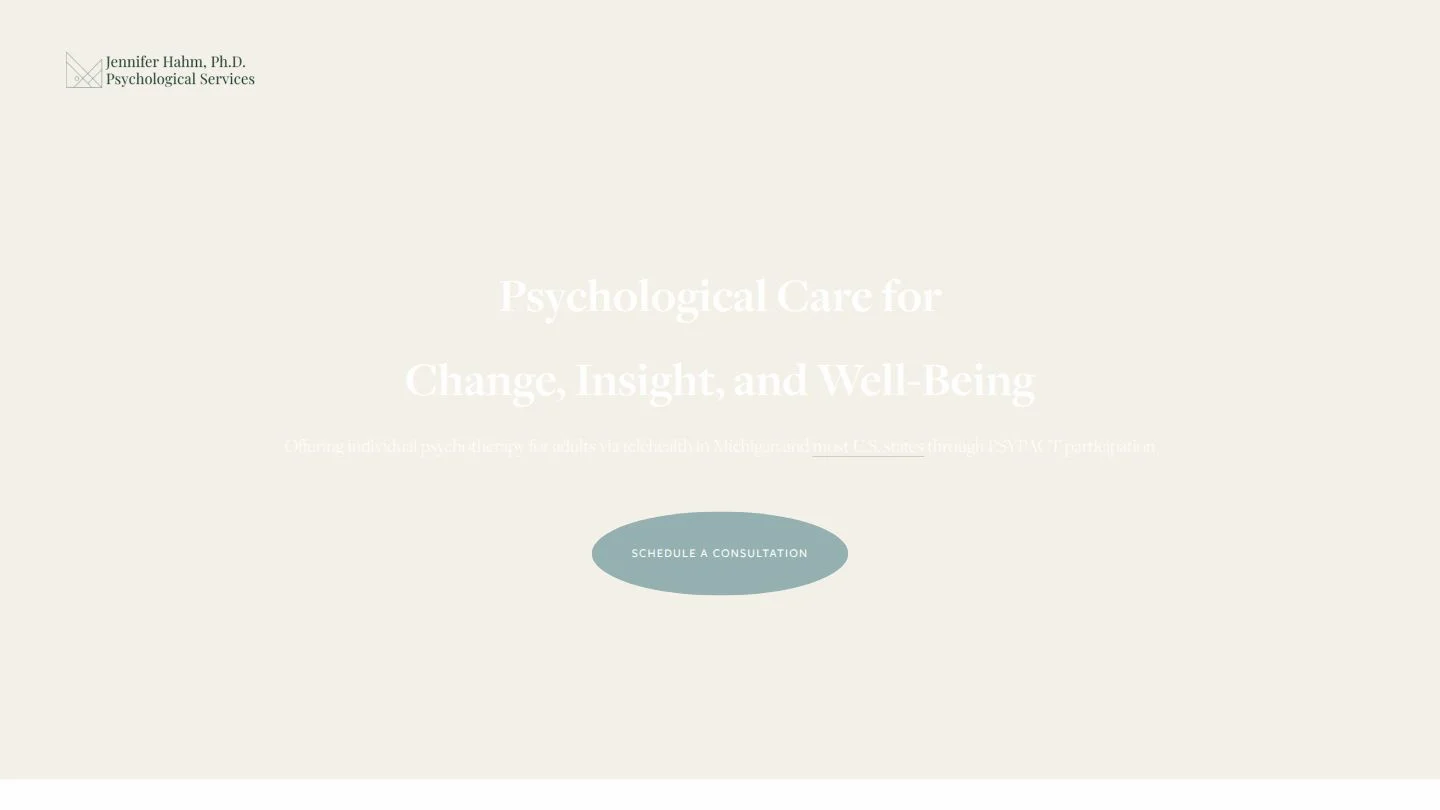 Jennifer Hahm, Ph.D.
Psychological Services
Psychological Care for
Change, Insight, and Well-Being
Offering individual psychotherapy for adults via telehealth in Michigan and most U.S. states through PSYPACT participation
SCHEDULE A CONSULTATION